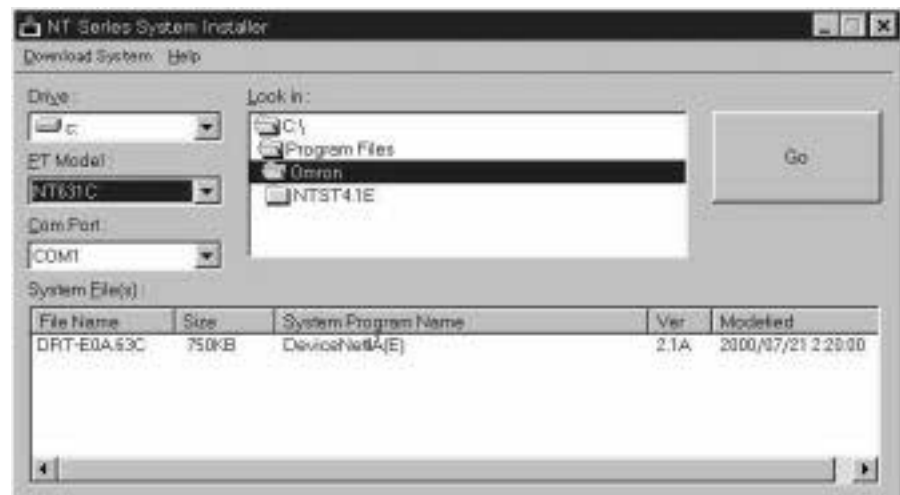 NT Series System Installer
Download System Help
Drive :
c:
PT Model :
NT631C
Com Port :
COM1
Look in :
C:\
Program Files
Omron
NTST4.1E
Go
System File(s) :
File Name Size System Program Name Ver Modefied
DRT-E0A.63C 750KB (E) 2.1A 2000/07/21 2:20:00